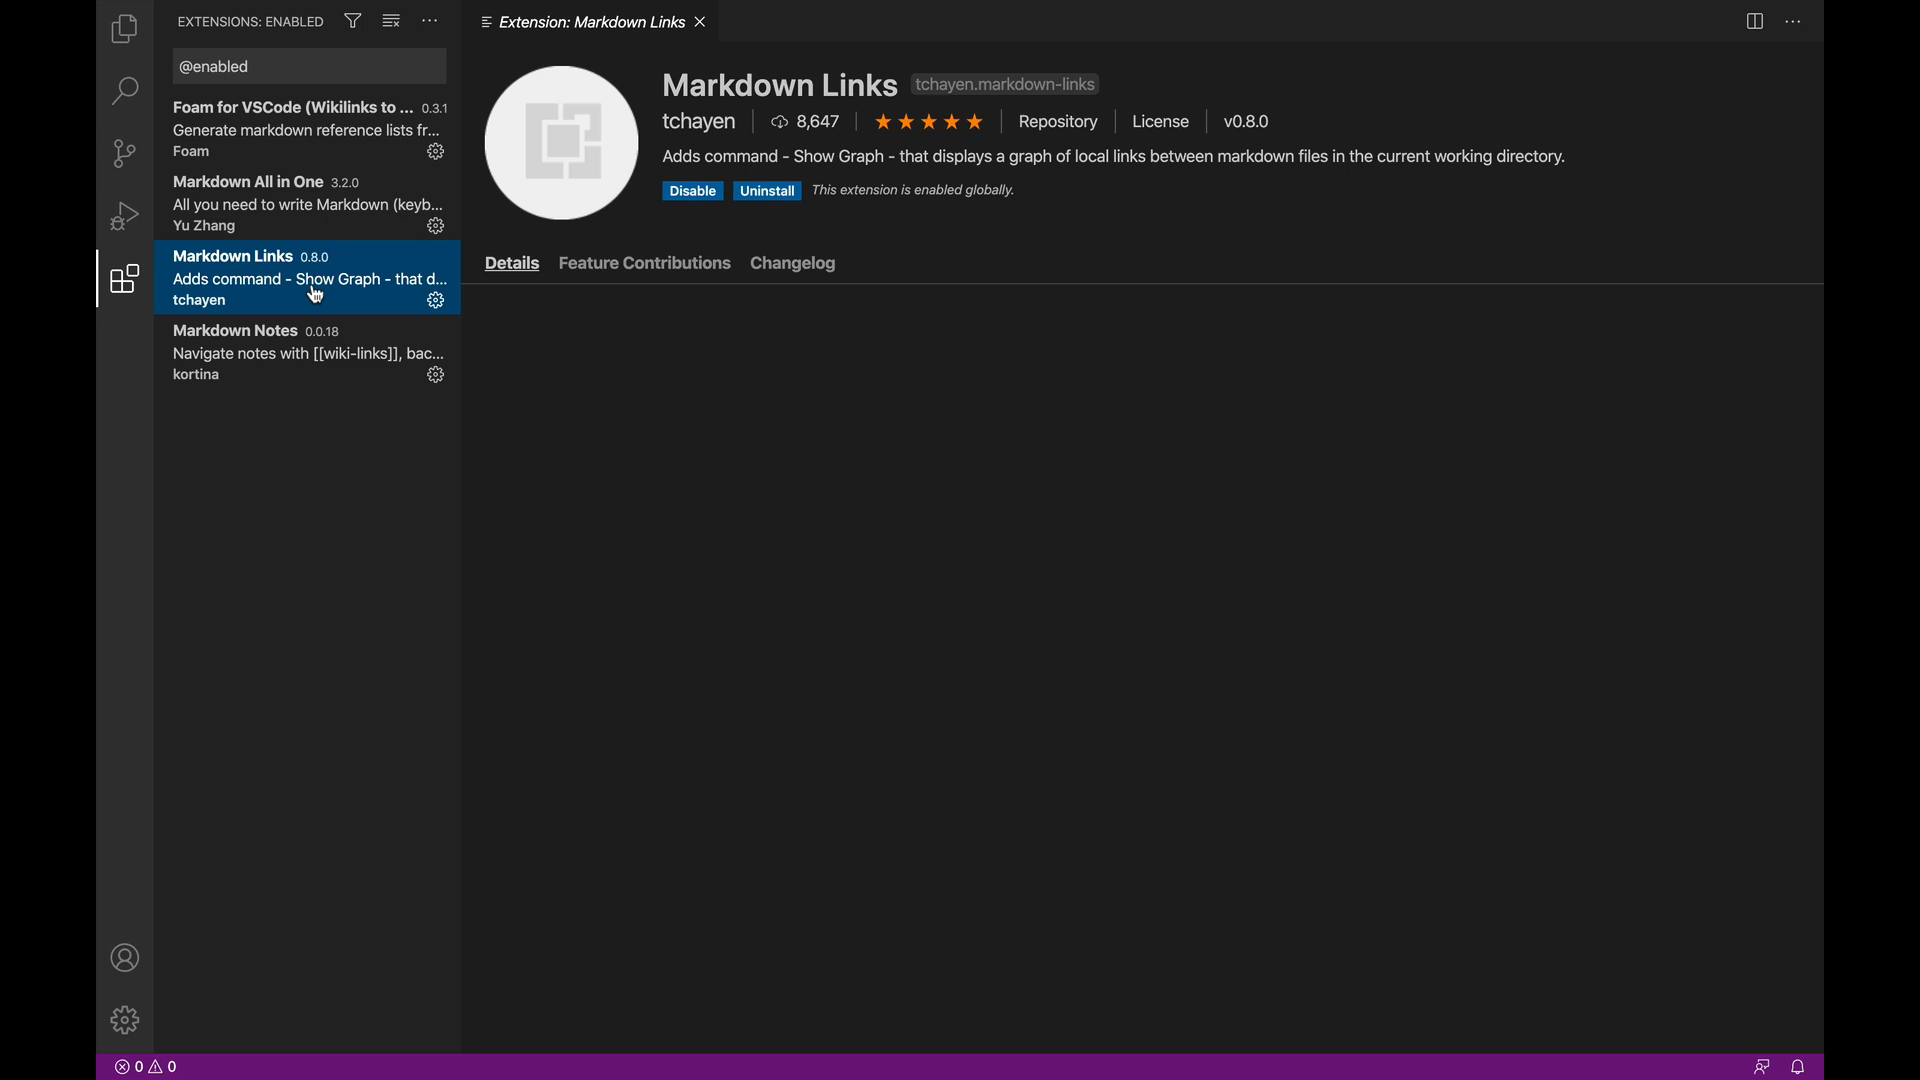 EXTENSIONS: ENABLED
@enabled
Foam for VSCode (Wikilinks to ... 0.3.1
Generate markdown reference lists fr...
Foam
Markdown All in One 3.2.0
All you need to write Markdown (keyb...
Yu Zhang
Markdown Links 0.8.0
Adds command - Show Graph - that d...
tchayen
Markdown Notes 0.0.18
Navigate notes with [[wiki-links]], bac...
kortina
Extension: Markdown Links
Markdown Links tchayen.markdown-links
tchayen 8,647 Repository License v0.8.0
Adds command - Show Graph - that displays a graph of local links between markdown files in the current working directory.
Disable Uninstall This extension is enabled globally.
Details Feature Contributions Changelog
0 0